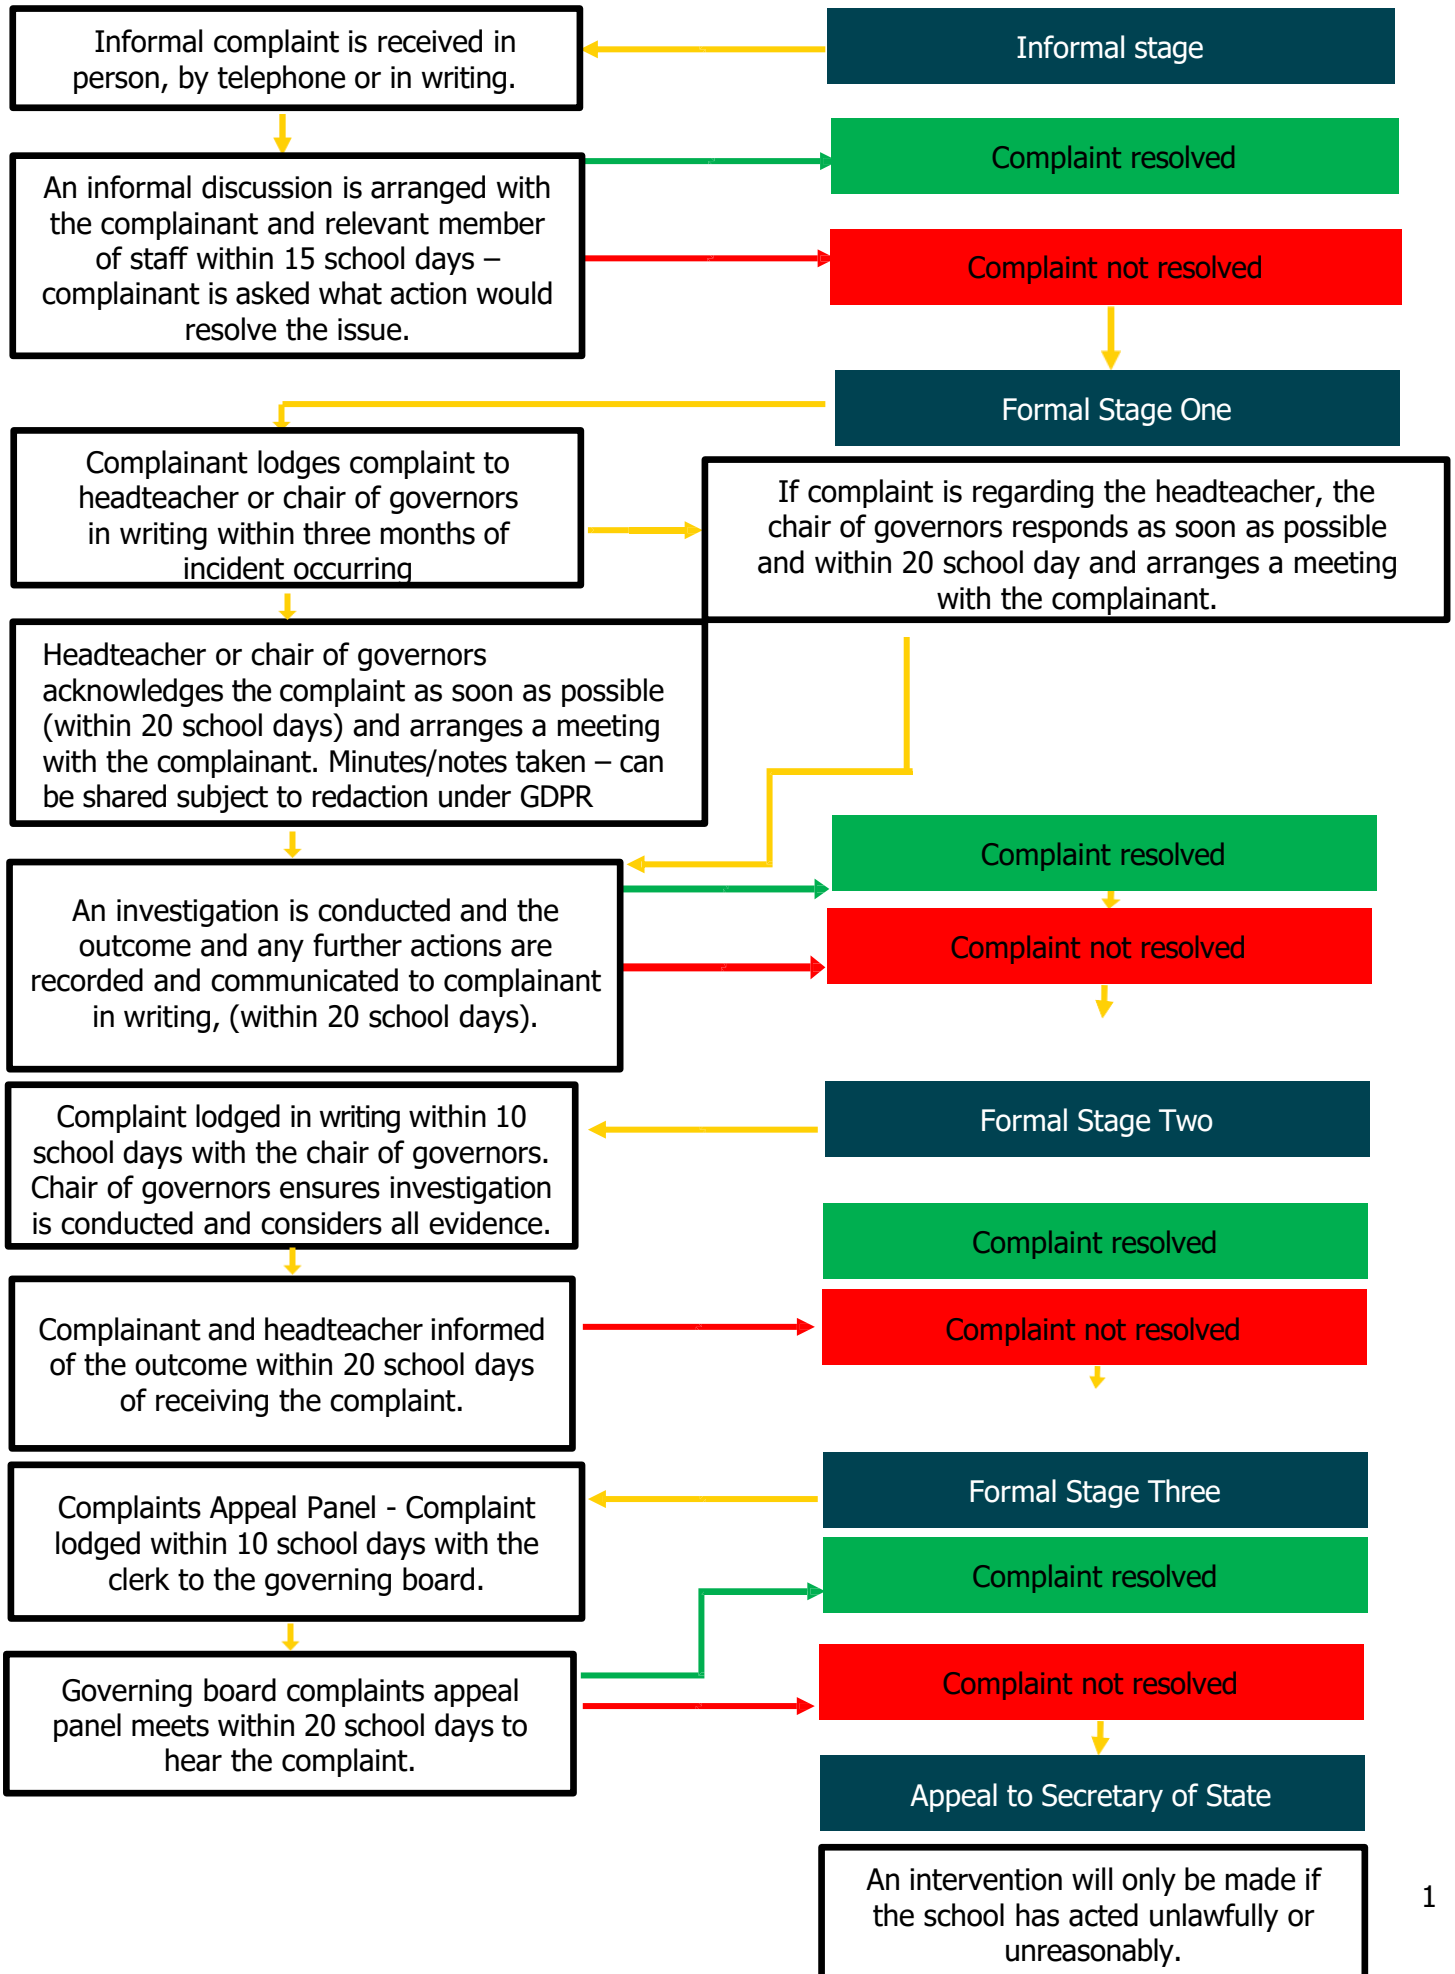 Informal complaint is received in
person, by telephone or in writing.
Informal stage
Complaint resolved
An informal discussion is arranged with
the complainant and relevant member
of staff within 15 school days –
complainant is asked what action would
resolve the issue.
Complaint not resolved
Formal Stage One
Complainant lodges complaint to
headteacher or chair of governors
in writing within three months of
incident occurring
If complaint is regarding the headteacher, the
chair of governors responds as soon as possible
and within 20 school day and arranges a meeting
with the complainant.
Headteacher or chair of governors
acknowledges the complaint as soon as possible
(within 20 school days) and arranges a meeting
with the complainant. Minutes/notes taken – can
be shared subject to redaction under GDPR
Complaint resolved
An investigation is conducted and the
outcome and any further actions are
recorded and communicated to complainant
in writing, (within 20 school days).
Complaint not resolved
Formal Stage Two
Complaint lodged in writing within 10
school days with the chair of governors.
Chair of governors ensures investigation
is conducted and considers all evidence.
Complaint resolved
Complainant and headteacher informed
of the outcome within 20 school days
of receiving the complaint.
Complaint not resolved
Formal Stage Three
Complaints Appeal Panel - Complaint
lodged within 10 school days with the
clerk to the governing board.
Complaint resolved
Governing board complaints appeal
panel meets within 20 school days to
hear the complaint.
Complaint not resolved
Appeal to Secretary of State
An intervention will only be made if
the school has acted unlawfully or
unreasonably.
1